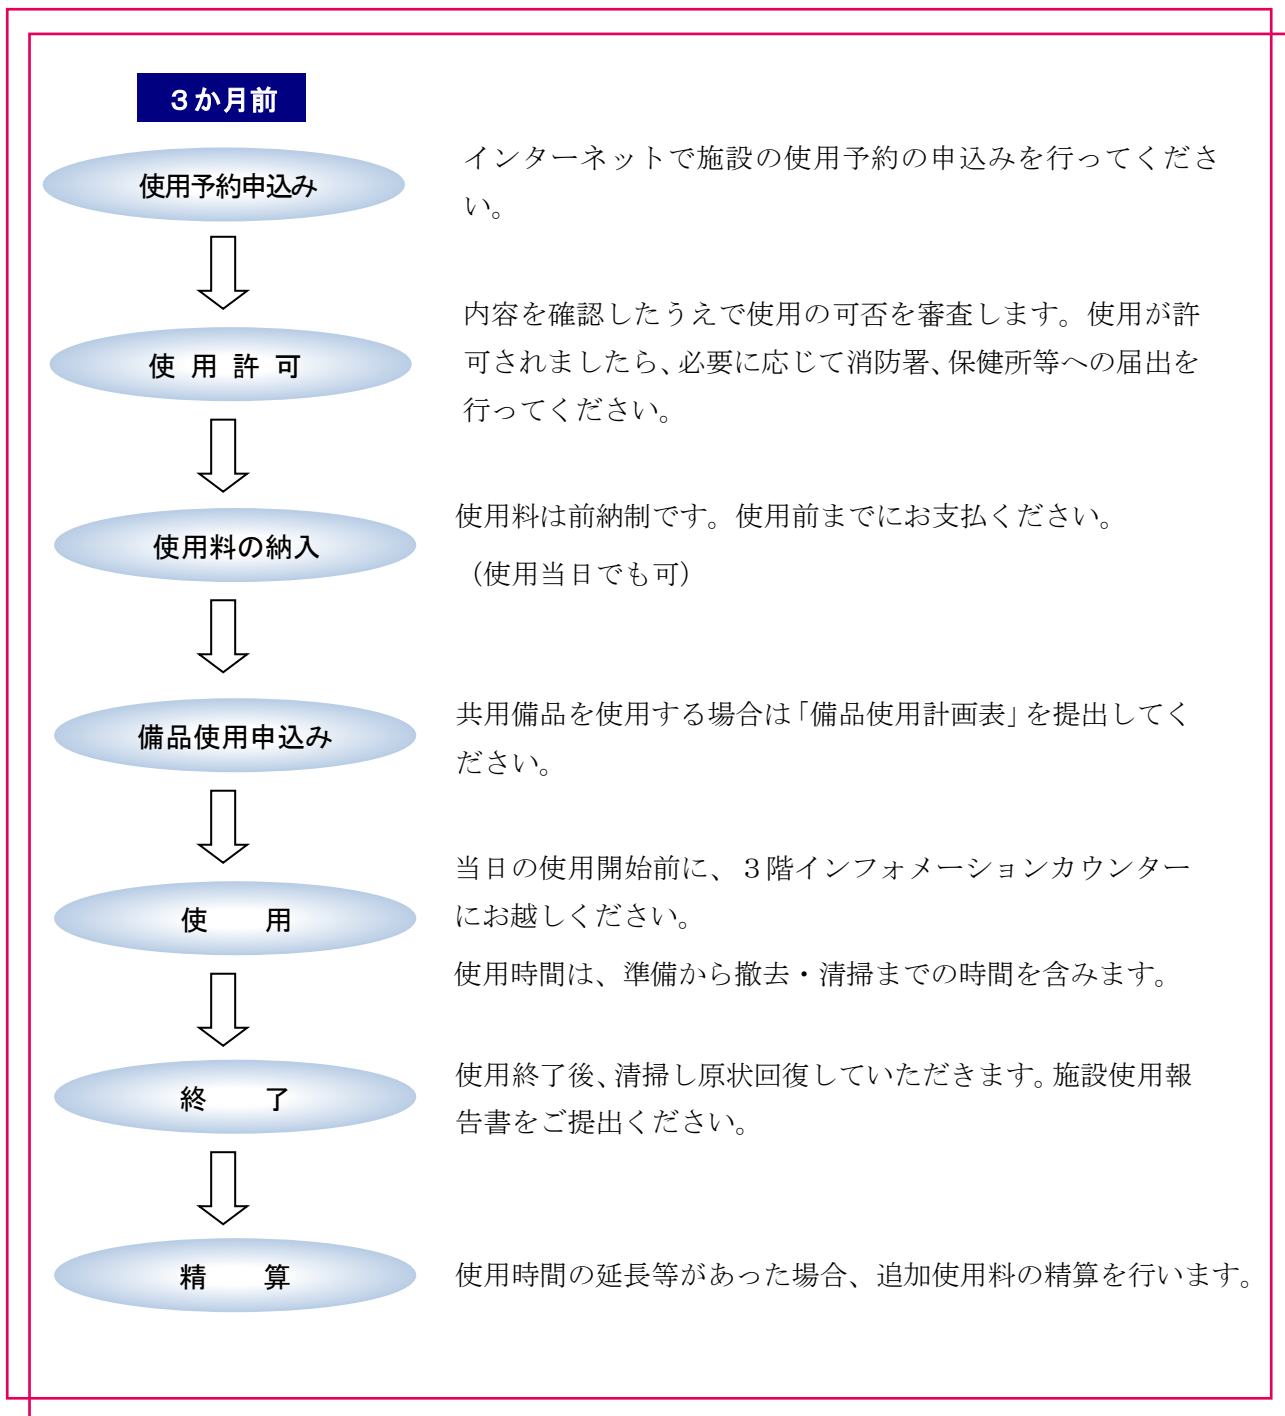 ３か月前
使用予約申込み
インターネットで施設の使用予約の申込みを行ってくださ
い。
使 用 許 可
内容を確認したうえで使用の可否を審査します。使用が許
可されましたら、必要に応じて消防署、保健所等への届出を
行ってください。
使用料の納入
使用料は前納制です。使用前までにお支払ください。
（使用当日でも可）
備品使用申込み
共用備品を使用する場合は「備品使用計画表」を提出してく
ださい。
使　　用
当日の使用開始前に、３階インフォメーションカウンター
にお越しください。
使用時間は、準備から撤去・清掃までの時間を含みます。
終　　了
使用終了後、清掃し原状回復していただきます。施設使用報
告書をご提出ください。
精　　算
使用時間の延長等があった場合、追加使用料の精算を行います。